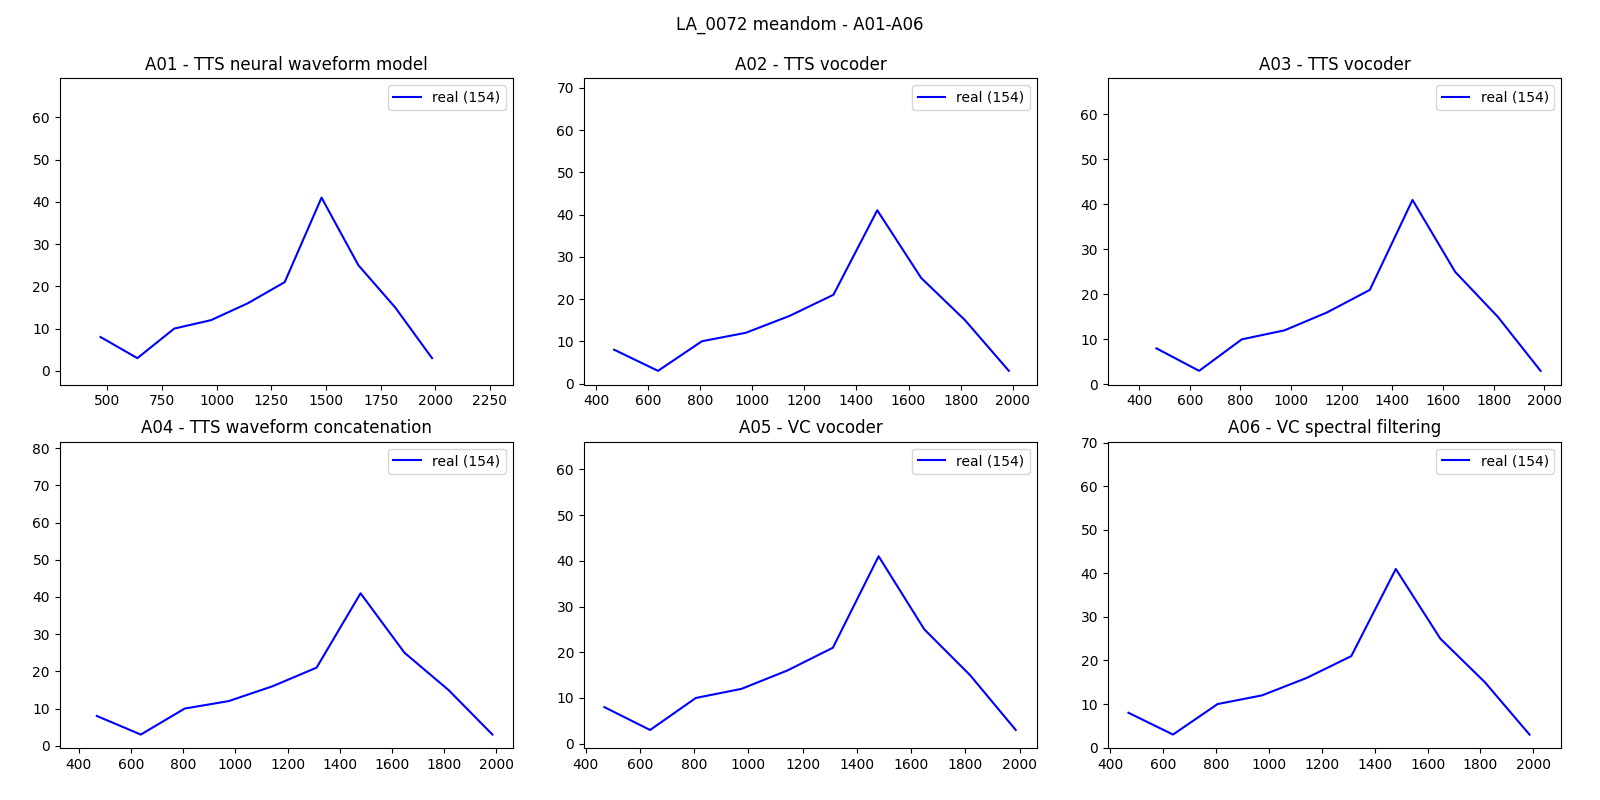 LA_0072 meandom - A01-A06
A01 - TTS neural waveform model
real (154)
60
50
40
30
20
10
0
500 750 1000 1250 1500 1750 2000 2250
A02 - TTS vocoder
real (154)
70
60
50
40
30
20
10
0
400 600 800 1000 1200 1400 1600 1800 2000
A03 - TTS vocoder
real (154)
60
50
40
30
20
10
0
400 600 800 1000 1200 1400 1600 1800 2000
A04 - TTS waveform concatenation
real (154)
80
70
60
50
40
30
20
10
0
400 600 800 1000 1200 1400 1600 1800 2000
A05 - VC vocoder
real (154)
60
50
40
30
20
10
0
400 600 800 1000 1200 1400 1600 1800 2000
A06 - VC spectral filtering
real (154)
70
60
50
40
30
20
10
0
400 600 800 1000 1200 1400 1600 1800 2000